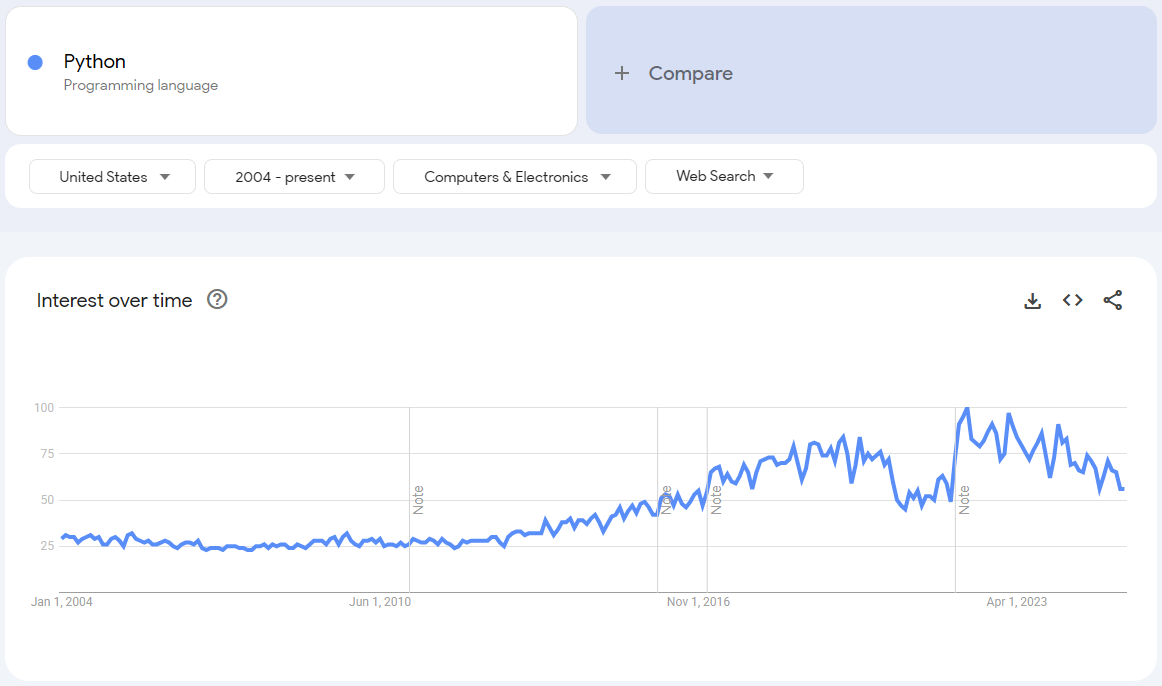 Python
Programming language
+ Compare
United States
2004 - present
Computers & Electronics
Web Search
Interest over time ?
100
75
50
25
Note
Note
Note
Note
Jan 1, 2004
Jun 1, 2010
Nov 1, 2016
Apr 1, 2023